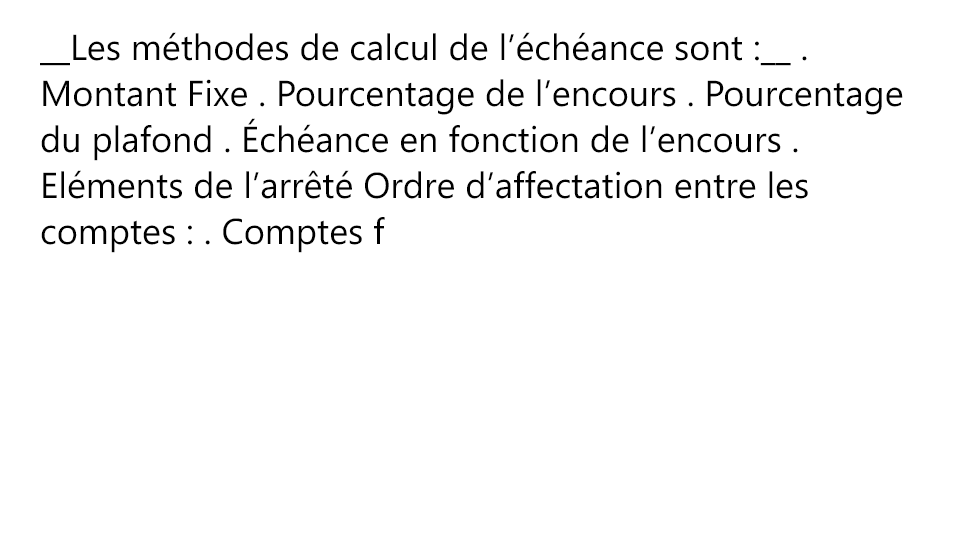 __Les méthodes de calcul de l’échéance sont :__ .
Montant Fixe . Pourcentage de l’encours . Pourcentage
du plafond . Échéance en fonction de l’encours .
Eléments de l’arrêté Ordre d’affectation entre les
comptes : . Comptes f